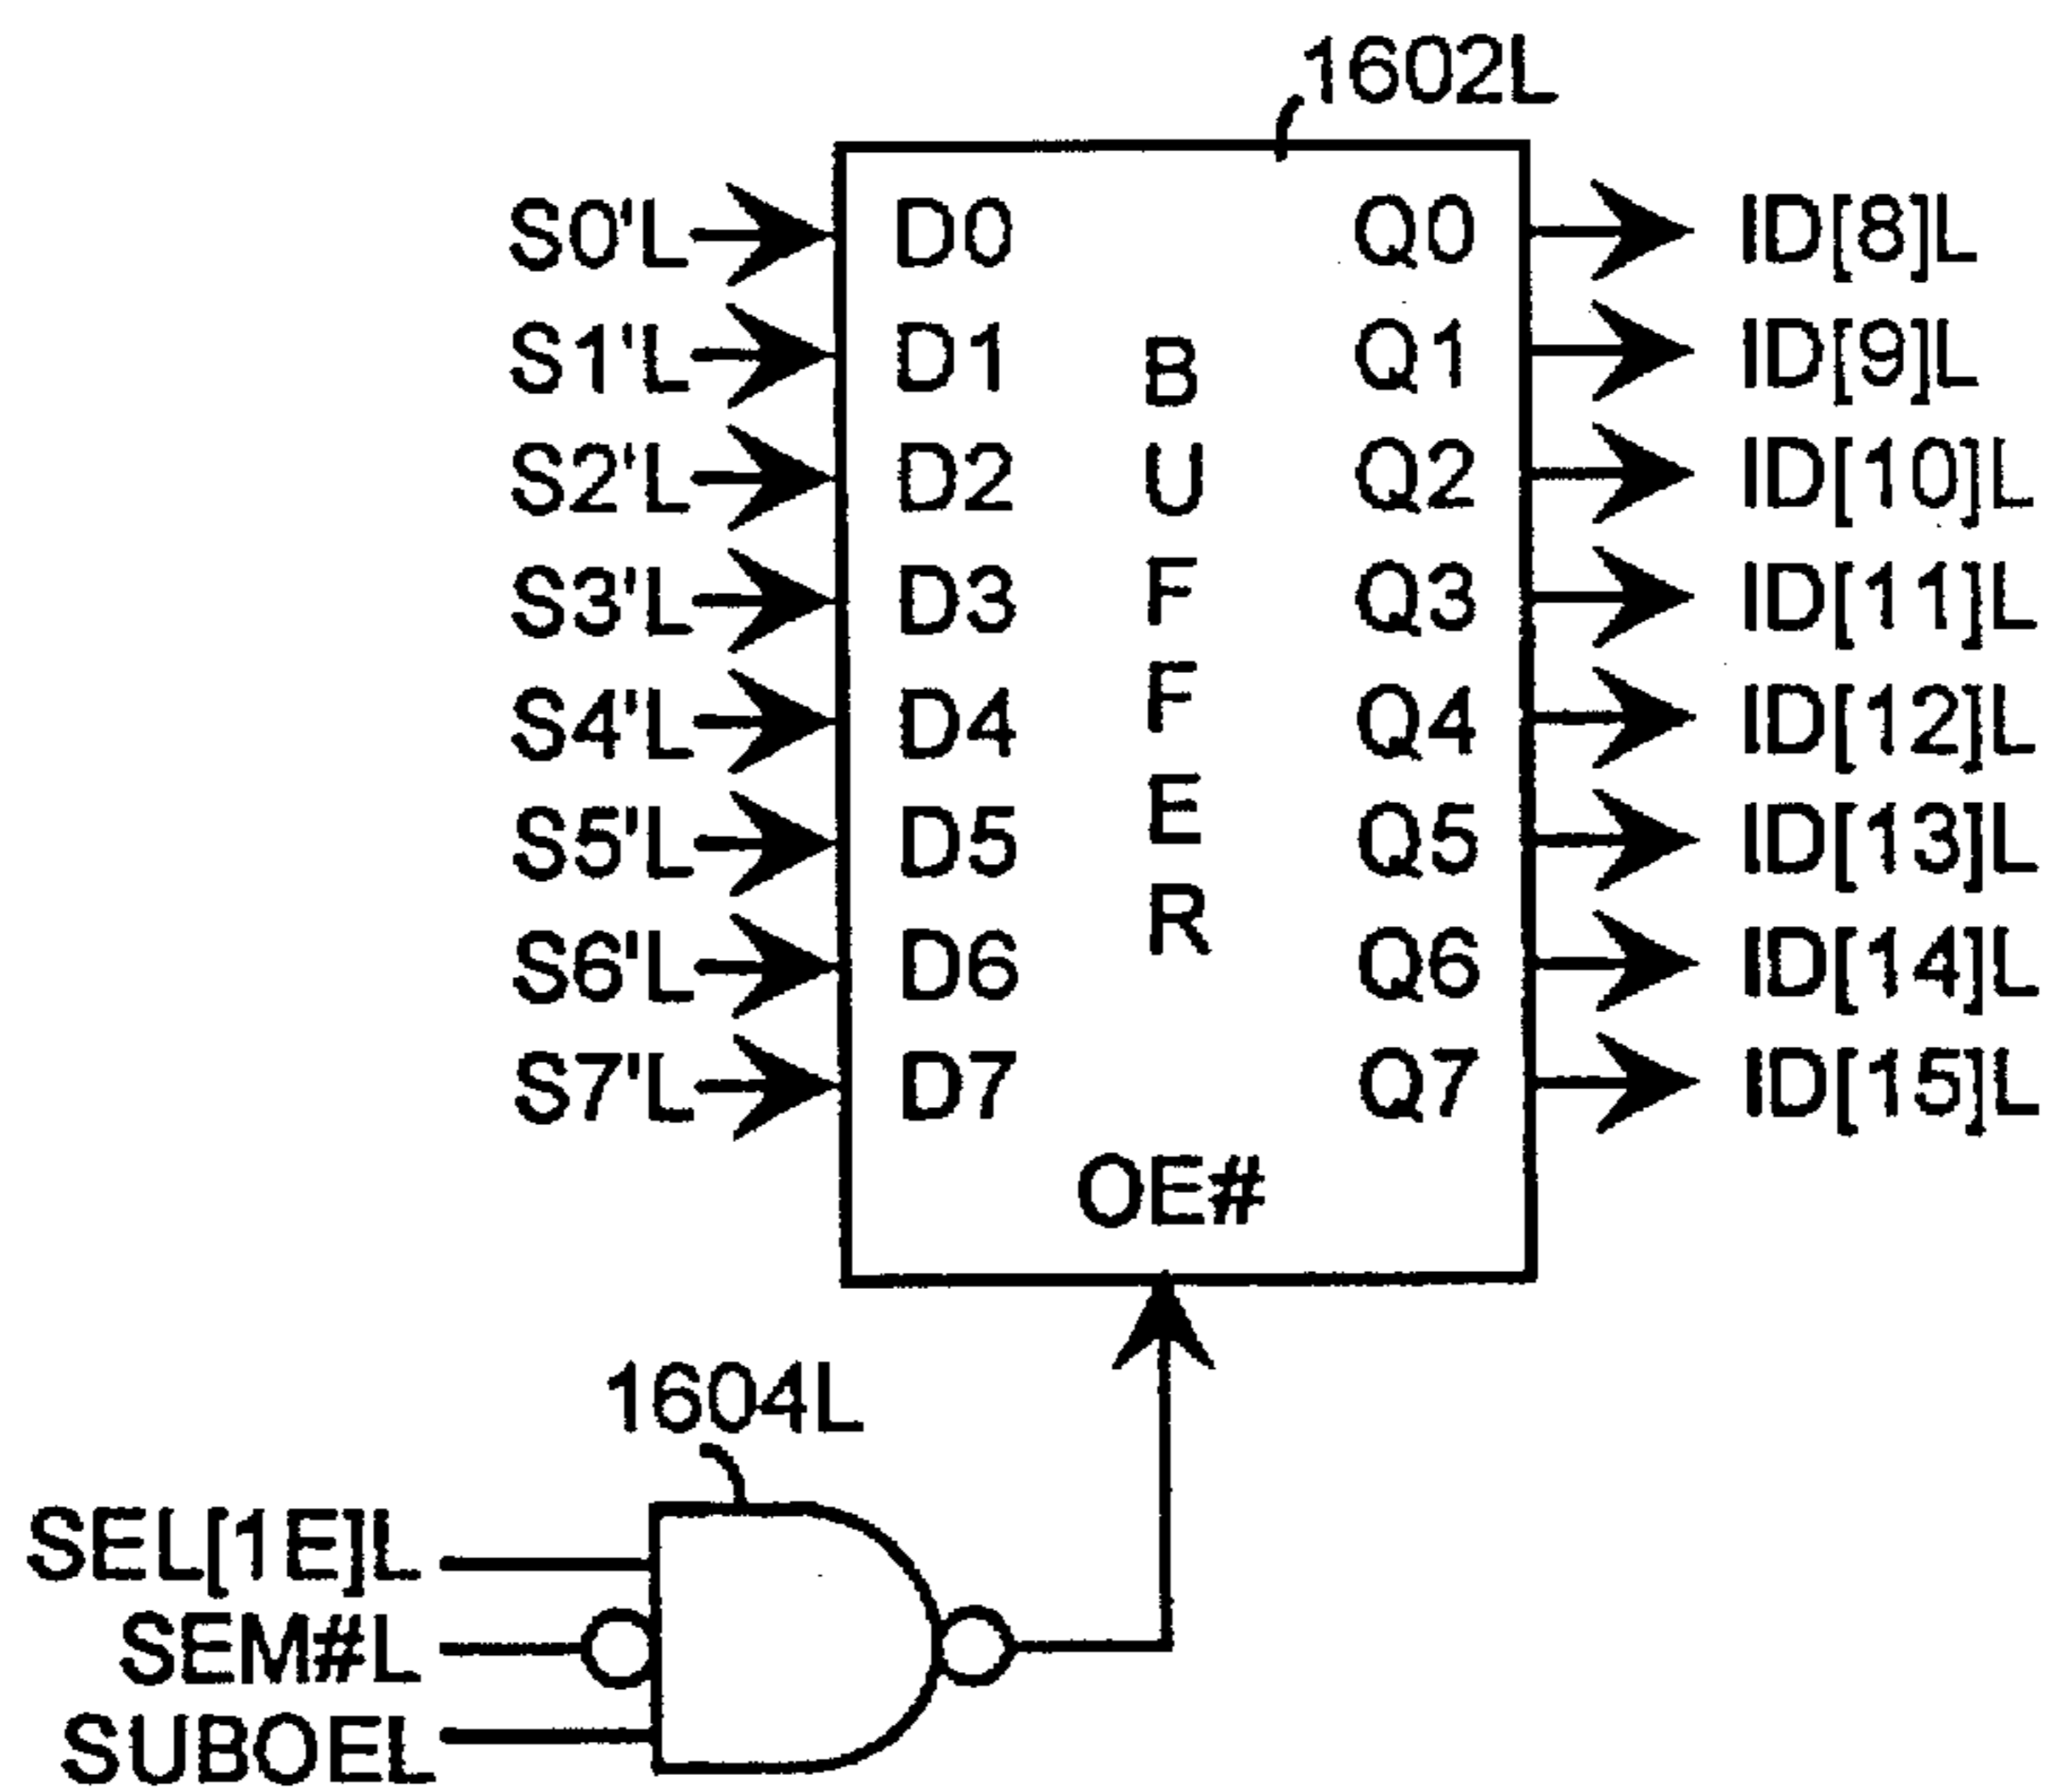 1602L
S0'L D0 Q0 ID[8]L
S1'L D1 Q1 ID[9]L
S2'L D2 Q2 ID[10]L
S3'L D3 Q3 ID[11]L
S4'L D4 Q4 ID[12]L
S5'L D5 Q5 ID[13]L
S6'L D6 Q6 ID[14]L
S7'L D7 Q7 ID[15]L
BUFFER
OE#
1604L
SEL[1E]L
SEM#L
SUBOEL